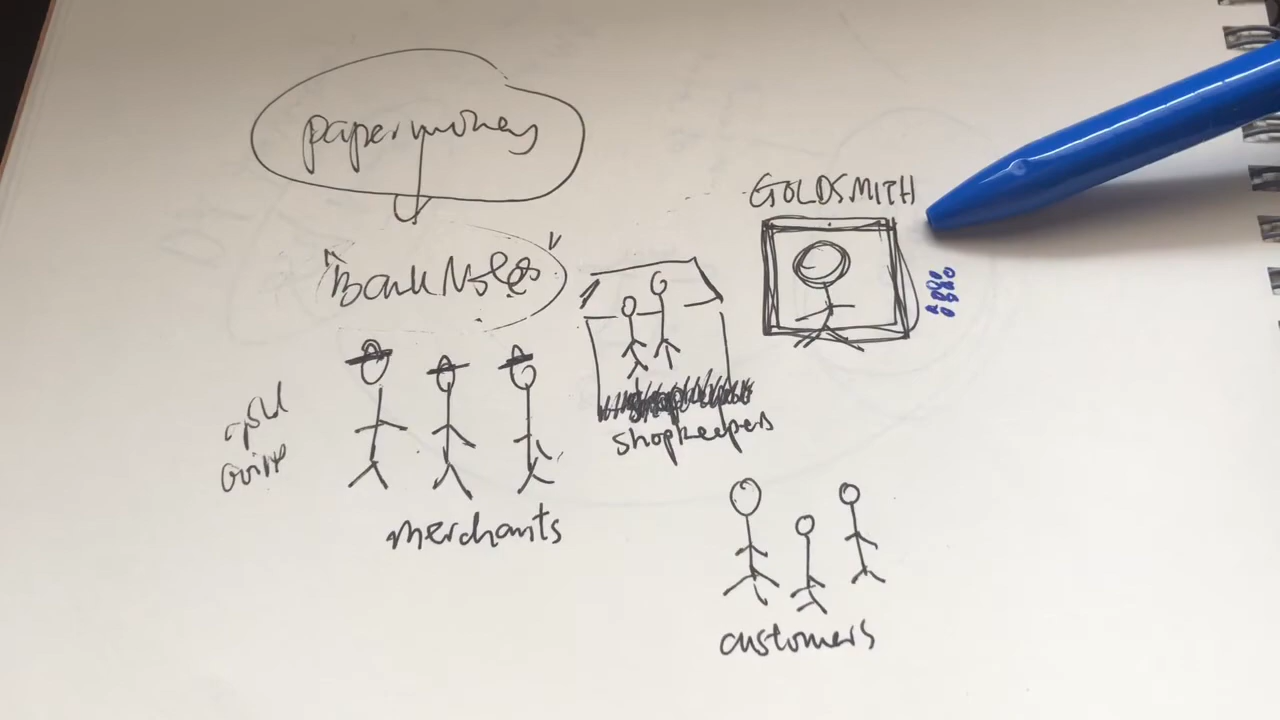 paper money
GOLDSMITH
"Bank Notes"
shopkeepers
merchants
customers